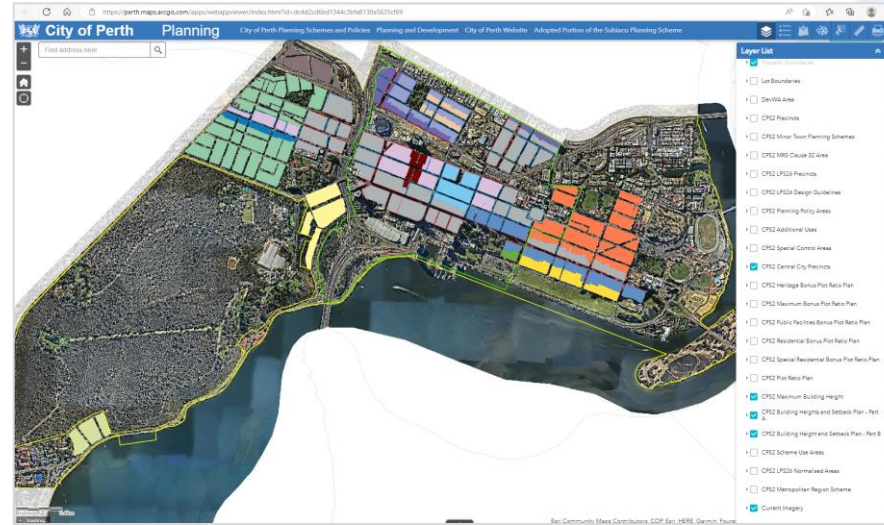 https://perth.maps.arcgis.com/apps/webappviewer/index.html?id=
City of Perth
Planning
City of Perth Planning Schemes and Policies Planning and Development City of Perth Website Adopted Portion of the Subiaco Planning Scheme
Find address here
Layer List
Property Boundaries
Lot Boundaries
DevWA Area
CPS2 Precincts
CPS2 Minor Town Planning Schemes
CPS2 MRS Clause 32 Area
CPS2 LPS26 Precincts
CPS2 LPS26 Design Guidelines
CPS2 Planning Policy Areas
CPS2 Additional Uses
CPS2 Special Control Areas
CPS2 Central City Precincts
CPS2 Heritage Bonus Plot Ratio Plan
CPS2 Maximum Bonus Plot Ratio Plan
CPS2 Public Facilities Bonus Plot Ratio Plan
CPS2 Residential Bonus Plot Ratio Plan
CPS2 Special Residential Bonus Plot Ratio Plan
CPS2 Plot Ratio Plan
CPS2 Maximum Building Height
CPS2 Building Heights and Setback Plan - Part
A
CPS2 Building Height and Setback Plan - Part B
CPS2 Scheme Use Areas
CPS2 LPS26 Normalised Areas
CPS2 Metropolitan Region Scheme
Current Imagery
Esri Community Maps Contributors, COP, Esri, HERE, Garmin,